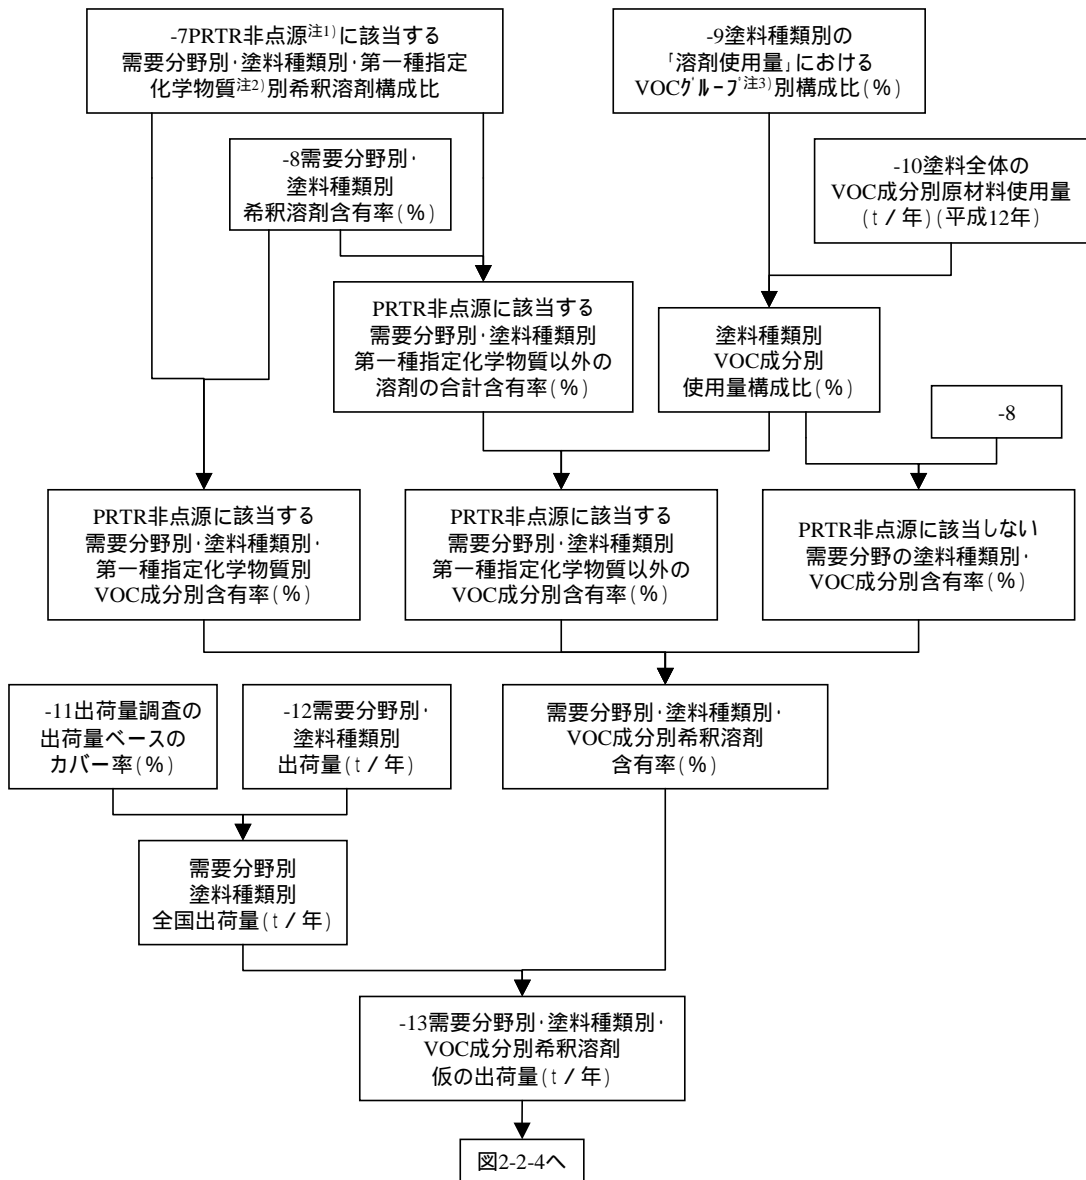 -7PRTR非点源注1)に該当する
需要分野別･塗料種類別･第一種指定
化学物質注2)別希釈溶剤構成比
-9塗料種類別の
「溶剤使用量」における
VOCｸﾞﾙｰﾌﾟ注3)別構成比(%)
-8需要分野別･
塗料種類別
希釈溶剤含有率(%)
-10塗料全体の
VOC成分別原材料使用量
(t/年)(平成12年)
PRTR非点源に該当する
需要分野別･塗料種類別
第一種指定化学物質以外の
溶剤の合計含有率(%)
塗料種類別
VOC成分別
使用量構成比(%)
-8
PRTR非点源に該当する
需要分野別･塗料種類別･
第一種指定化学物質別
VOC成分別含有率(%)
PRTR非点源に該当する
需要分野別･塗料種類別
第一種指定化学物質以外の
VOC成分別含有率(%)
PRTR非点源に該当しない
需要分野の塗料種類別･
VOC成分別含有率(%)
-11出荷量調査の
出荷量ベースの
カバー率(%)
-12需要分野別･
塗料種類別
出荷量(t/年)
需要分野別･塗料種類別･
VOC成分別希釈溶剤
含有率(%)
需要分野別
塗料種類別
全国出荷量(t/年)
-13需要分野別･塗料種類別･
VOC成分別希釈溶剤
仮の出荷量(t/年)
図2-2-4へ